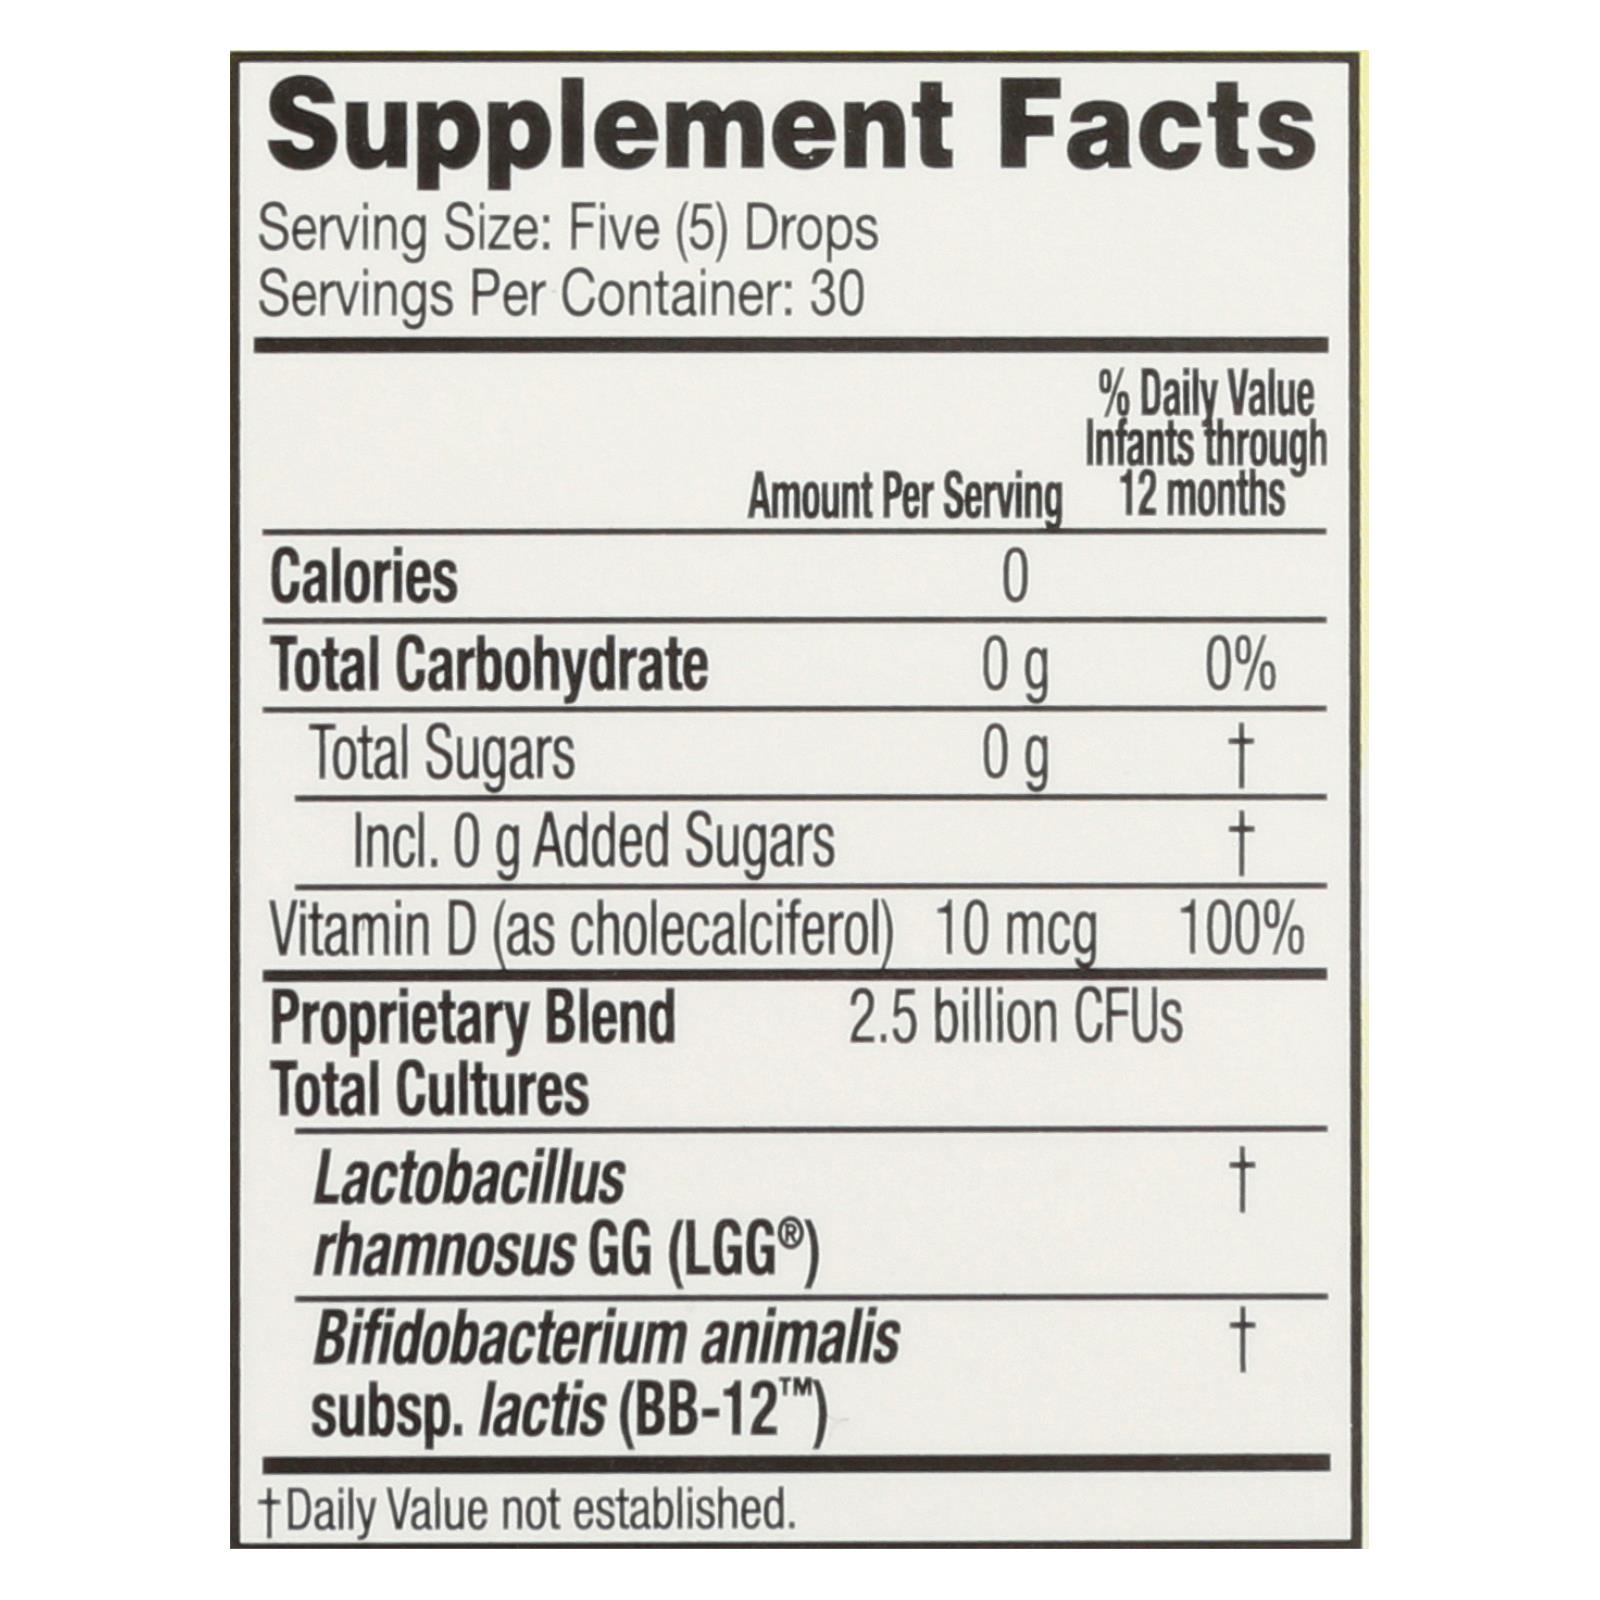 Supplement Facts
Serving Size: Five (5) Drops
Servings Per Container: 30
% Daily Value
Infants through
Amount Per Serving 12 months
Calories 0
Total Carbohydrate 0 g 0%
Total Sugars 0 g †
Incl. 0 g Added Sugars †
Vitamin D (as cholecalciferol) 10 mcg 100%
Proprietary Blend 2.5 billion CFUs
Total Cultures
Lactobacillus †
rhamnosus GG (LGG®)
Bifidobacterium animalis †
subsp. lactis (BB-12™)
†Daily Value not established.